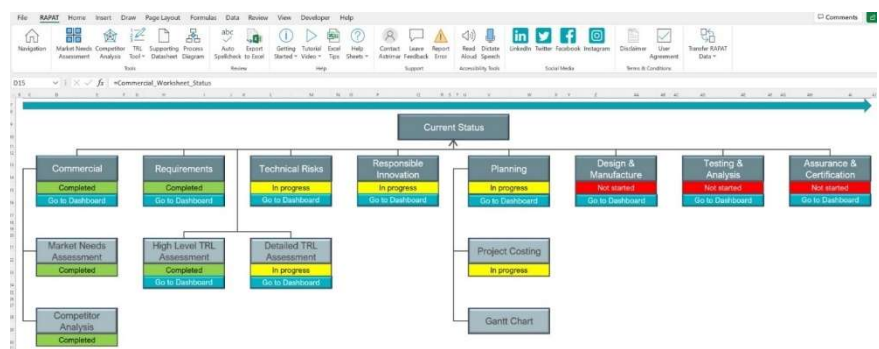 File RAPAT Home Insert Draw Page Layout Formulas Data Review View Developer Help Comments
Navigation
Market Needs Assessment
Competitor Analysis
TRL Tool
Supporting Datasheet
Process Diagram
Auto Spellcheck
Export to Excel
Getting Started
Tutorial Video
Excel Tips
Help Sheets
Contact Astrimar
Leave Feedback
Report Error
Read Aloud
Dictate Speech
LinkedIn Twitter Facebook Instagram
Disclaimer
User Agreement
Transfer RAPAT Data
Tools Review Help Support Accessibility Tools Social Media Terms & Conditions
D15 fx =Commercial_Worksheet_Status
Current Status
Commercial
Completed
Go to Dashboard
Requirements
Completed
Go to Dashboard
Technical Risks
In progress
Go to Dashboard
Responsible
Innovation
In progress
Go to Dashboard
Planning
In progress
Go to Dashboard
Design &
Manufacture
Not started
Go to Dashboard
Testing &
Analysis
Not started
Go to Dashboard
Assurance &
Certification
Not started
Go to Dashboard
Market Needs
Assessment
Completed
High Level TRL
Assessment
Completed
Go to Dashboard
Detailed TRL
Assessment
In progress
Go to Dashboard
Project Costing
In progress
Competitor
Analysis
Completed
Gantt Chart